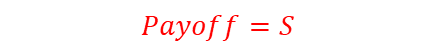 Payoff = S